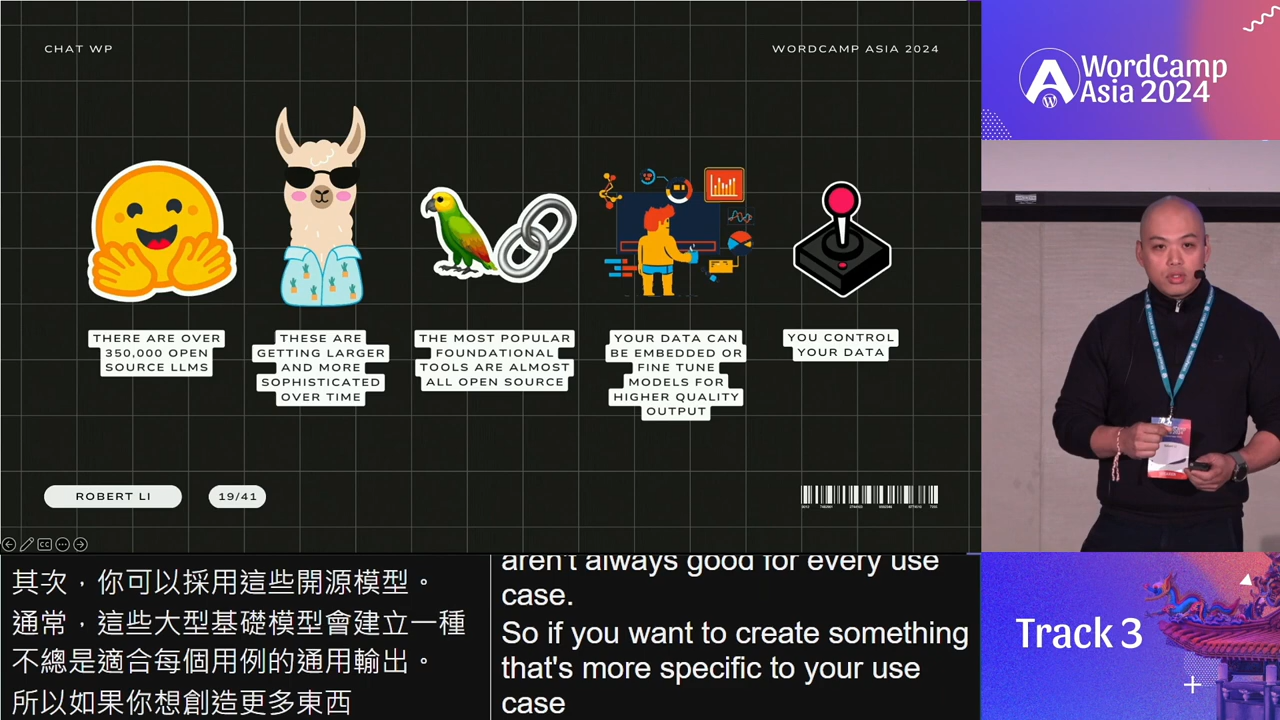 CHAT WP
WORDCAMP ASIA 2024
THERE ARE OVER
350,000 OPEN
SOURCE LLMS
THESE ARE
GETTING LARGER
AND MORE
SOPHISTICATED
OVER TIME
THE MOST POPULAR
FOUNDATIONAL
TOOLS ARE ALMOST
ALL OPEN SOURCE
YOUR DATA CAN
BE EMBEDDED OR
FINE TUNE
MODELS FOR
HIGHER QUALITY
OUTPUT
YOU CONTROL
YOUR DATA
ROBERT LI
19/41
WordCamp
Asia 2024
其次，你可以採用這些開源模型。
通常，這些大型基礎模型會建立一種
不總是適合每個用例的通用輸出。
所以如果你想創造更多東西
aren't always good for every use
case.
So if you want to create something
that's more specific to your use
case
Track 3